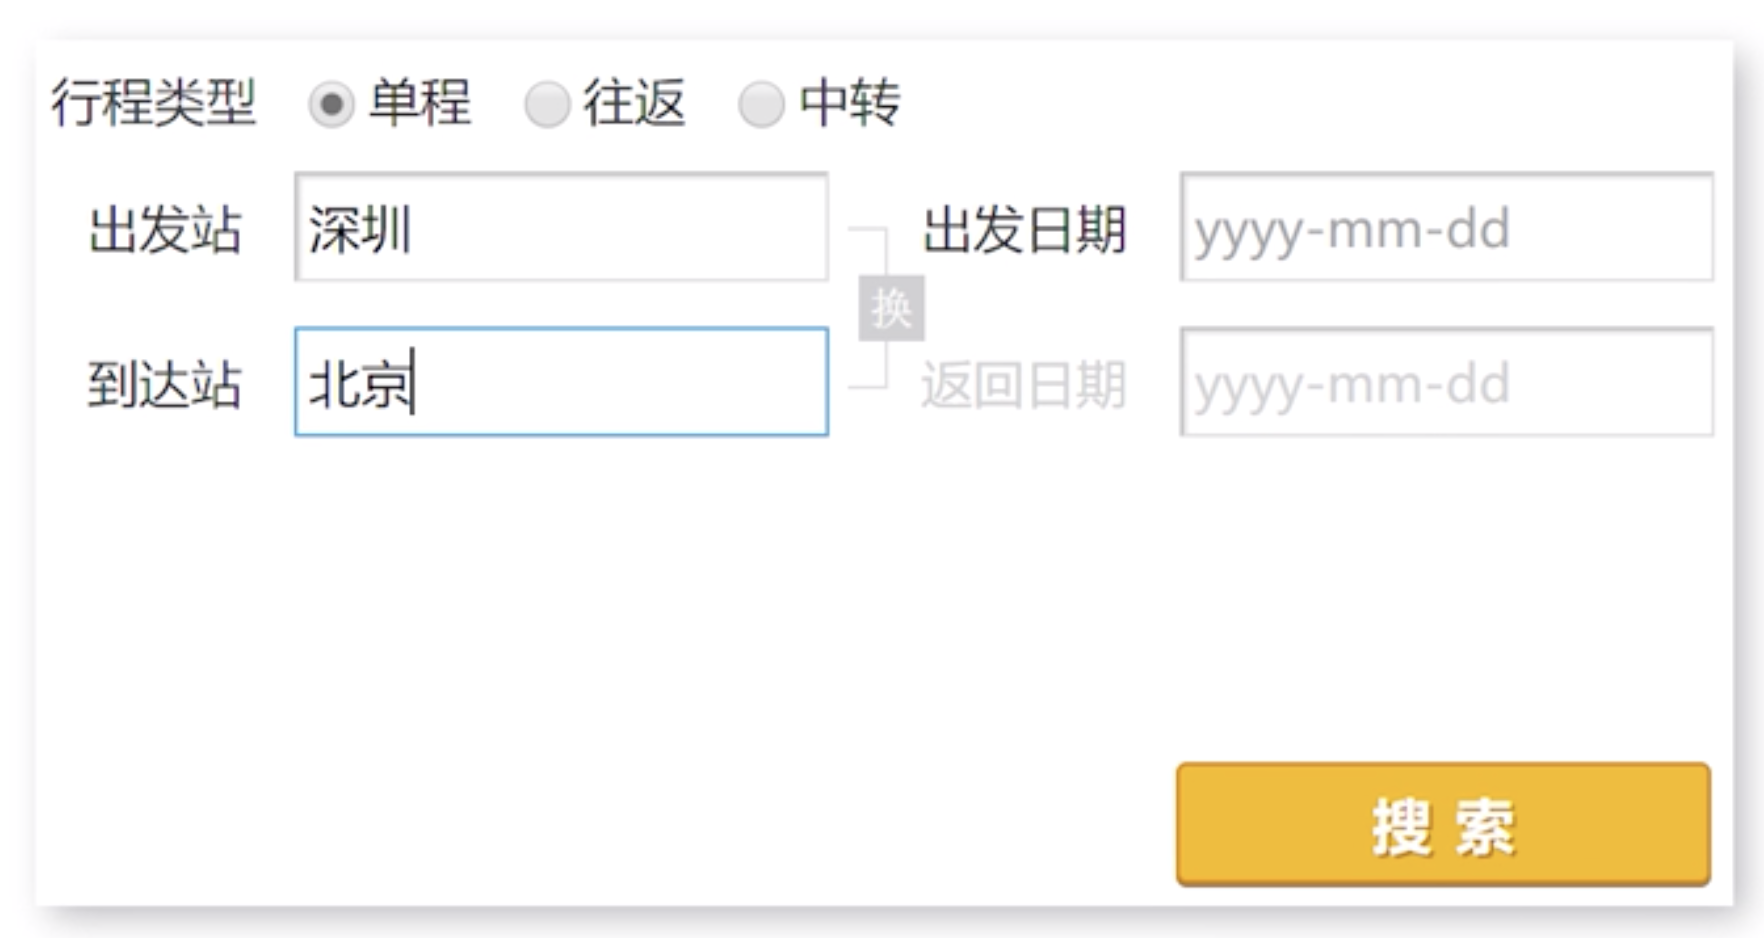 行程类型 单程 往返 中转
出发站 深圳 出发日期 yyyy-mm-dd
换
到达站 北京 返回日期 yyyy-mm-dd
搜索